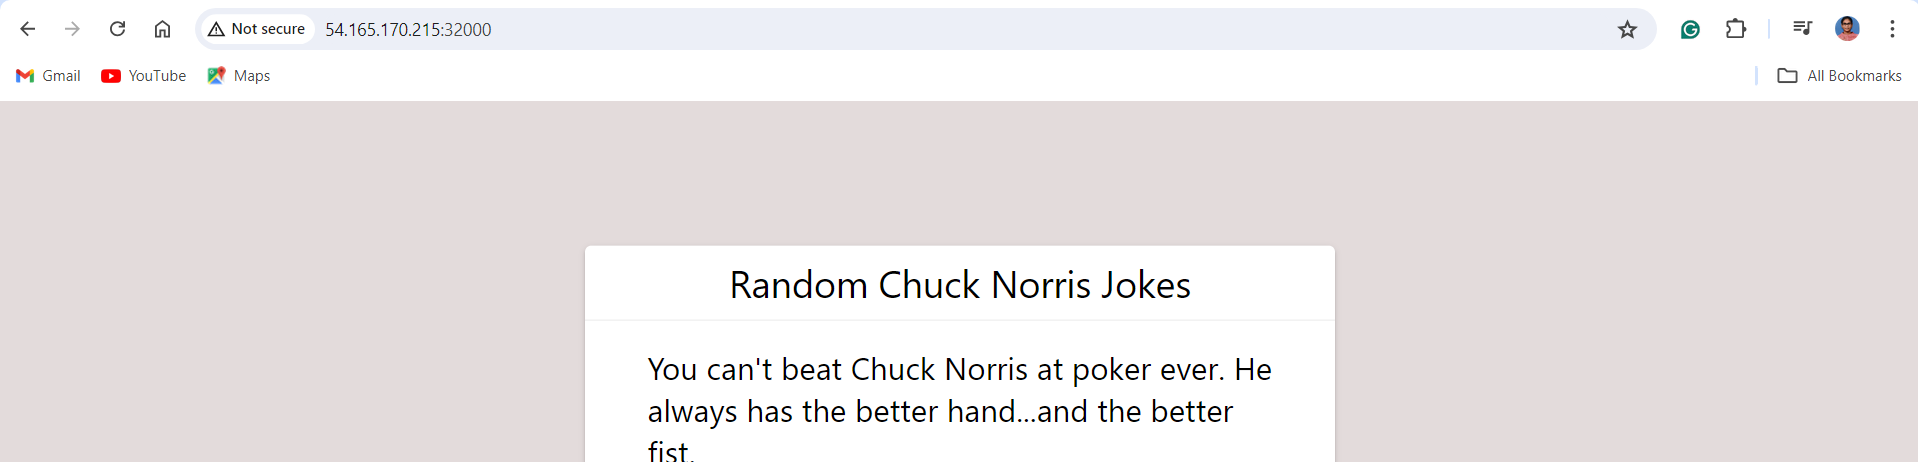 Not secure 54.165.170.215:32000
Gmail YouTube Maps All Bookmarks
Random Chuck Norris Jokes
You can't beat Chuck Norris at poker ever. He
always has the better hand...and the better
fist.